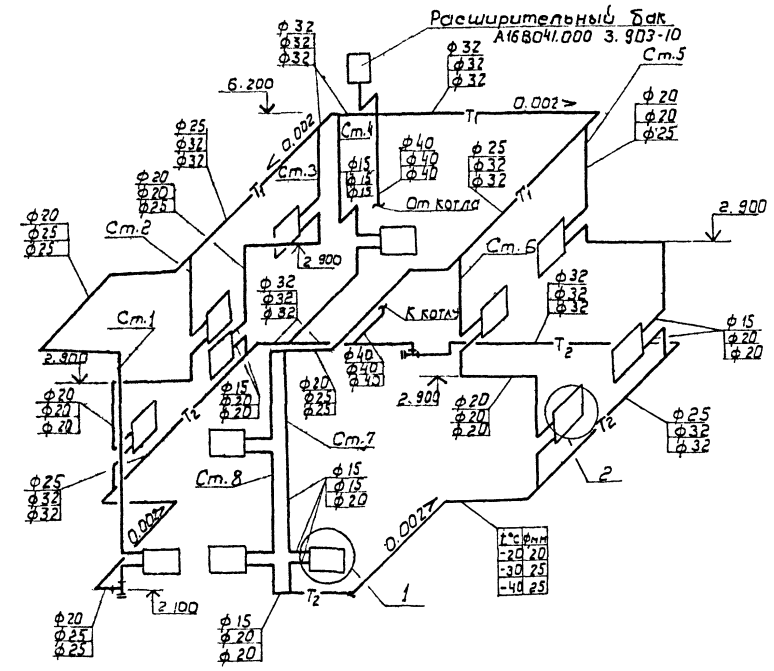 Расширительный бак
А16В041.000 3.903-10
ф32
ф32
ф32
ф32
ф32
ф32
Ст.5
6.200
0.002
Т1
ф20
ф20
ф25
ф25
ф32
ф32
0.002
Ст.4
ф40
ф40
ф40
ф25
ф32
ф32
Ст.3
ф15
ф15
ф15
ф20
ф20
ф25
Т1
Т1
От котла
ф20
ф25
ф25
Ст.2
2.900
2.900
Ст.6
ф32
ф32
ф32
ф32
ф32
ф32
К котлу
Ст.1
ф15
ф20
ф20
2.900
Т2
ф40
ф40
ф40
ф15
ф20
ф20
ф20
ф25
ф25
2.900
ф20
ф20
ф20
ф20
ф20
ф20
Т2
ф25
ф32
ф32
Т2
Ст.7
Ст.8
ф25
ф32
ф32
ф15
ф15
ф20
2
0.002
0.002
t°С фмм
-20 20
-30 25
-40 25
2.100
Т2
1
ф20
ф25
ф25
ф15
ф20
ф20